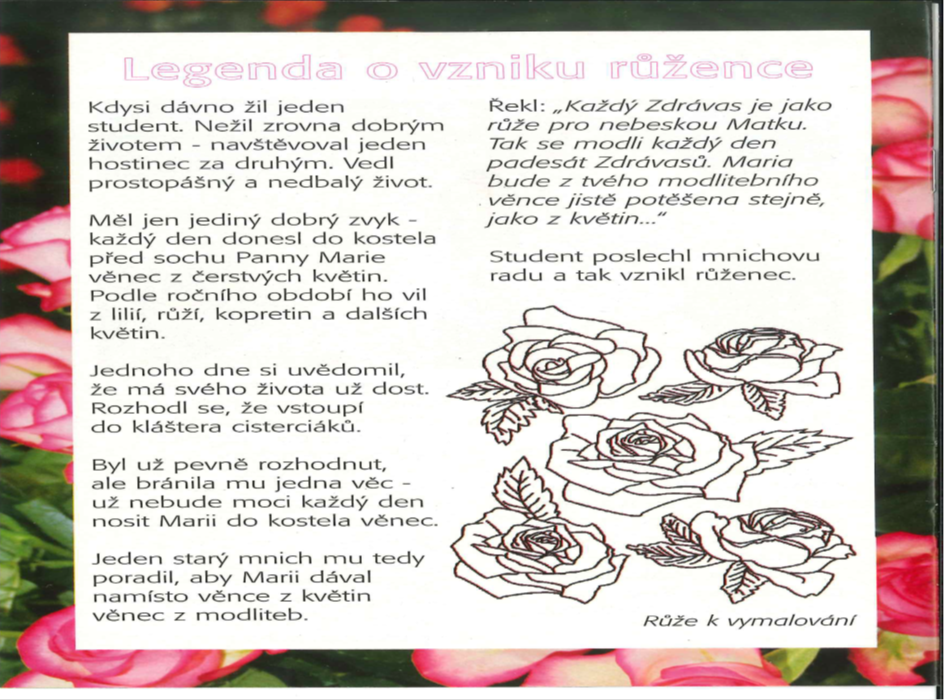 Legenda o vzniku růžence
Kdysi dávno žil jeden
student. Nežil zrovna dobrým
životem - navštěvoval jeden
hostinec za druhým. Vedl
prostopášný a nedbalý život.
Měl jen jediný dobrý zvyk -
každý den donesl do kostela
před sochu Panny Marie
věnec z čerstvých květin.
Podle ročního období ho vil
z lilií, růží, kopretin a dalších
květin.
Jednoho dne si uvědomil,
že má svého života už dost.
Rozhodl se, že vstoupí
do kláštera cisterciáků.
Byl už pevně rozhodnut,
ale bránila mu jedna věc -
už nebude moci každý den
nosit Marii do kostela věnec.
Jeden starý mnich mu tedy
poradil, aby Marii dával
namísto věnce z květin
věnec z modliteb.
Řekl: „Každý Zdrávas je jako
růže pro nebeskou Matku.
Tak se modli každý den
padesát Zdrávasů. Maria
bude z tvého modlitebního
věnce jistě potěšena stejně,
jako z květin..."
Student poslechl mnichovu
radu a tak vznikl růženec.
Růže k vymalování